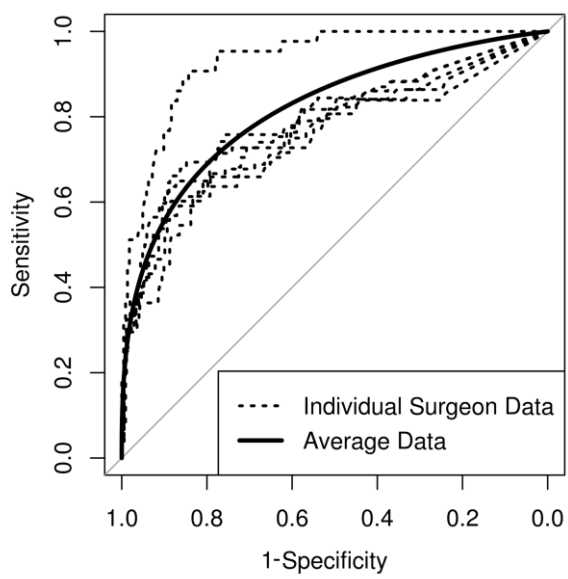 Sensitivity
1.0
0.8
0.6
0.4
0.2
0.0
Individual Surgeon Data
Average Data
1.0 0.8 0.6 0.4 0.2 0.0
1-Specificity